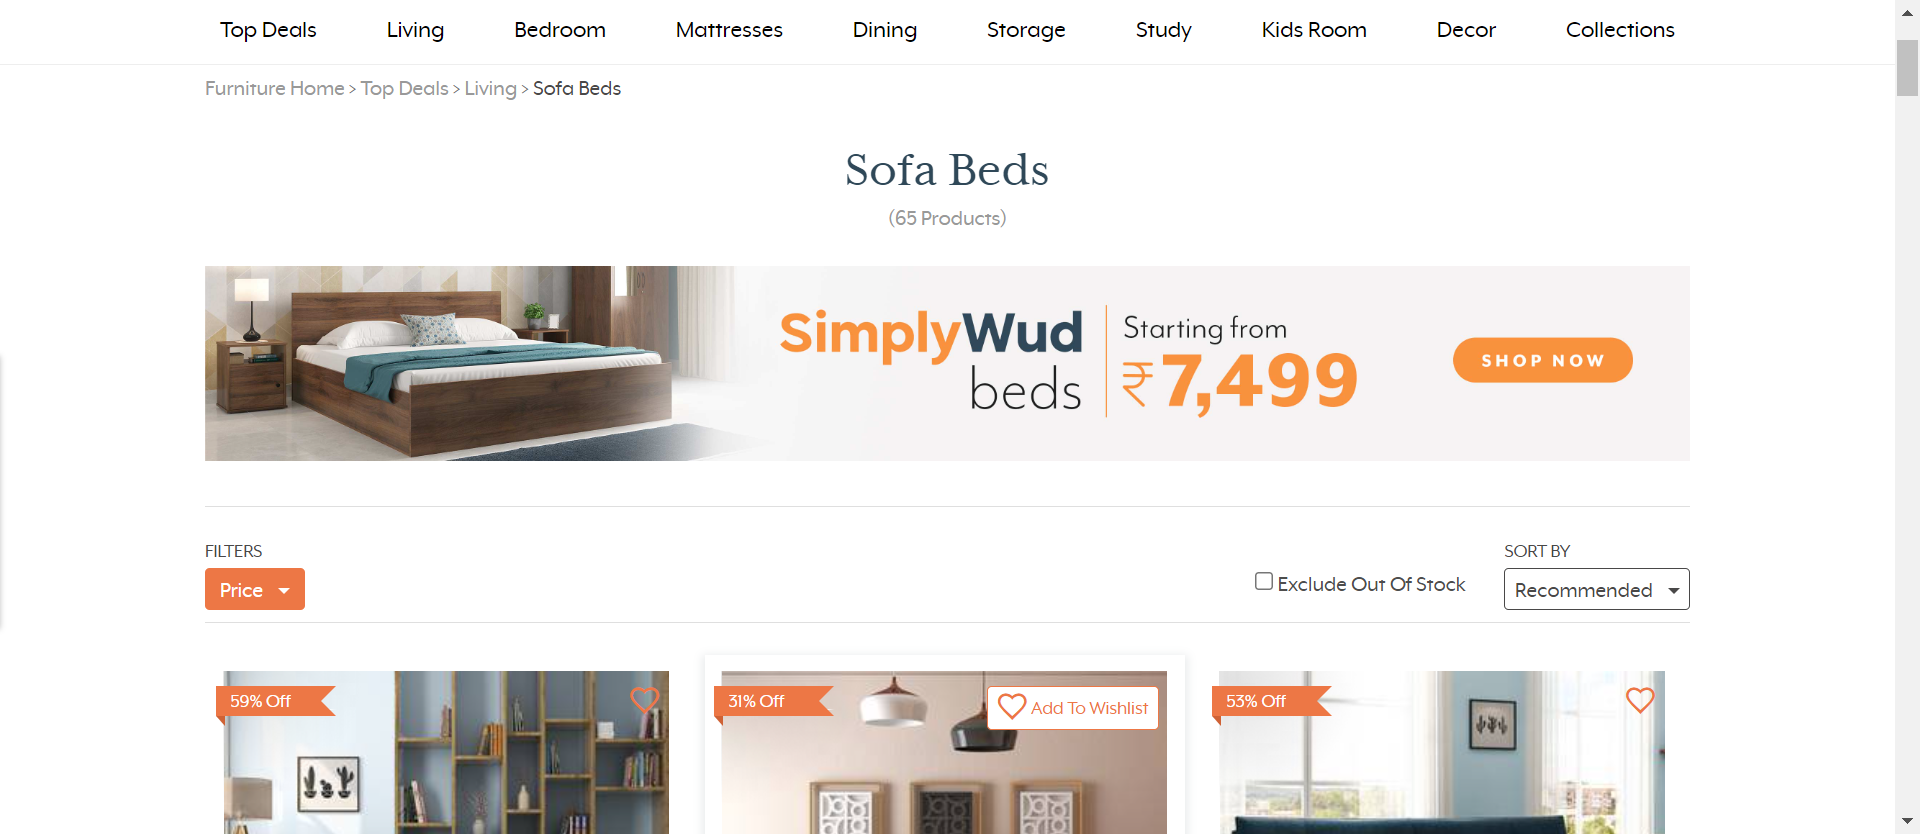 Top Deals Living Bedroom Mattresses Dining Storage Study Kids Room Decor Collections
Furniture Home > Top Deals > Living > Sofa Beds
Sofa Beds
(65 Products)
SimplyWud
beds
Starting from
₹7,499
SHOP NOW
FILTERS
Price
Exclude Out Of Stock
SORT BY
Recommended
59% Off
31% Off
Add To Wishlist
53% Off